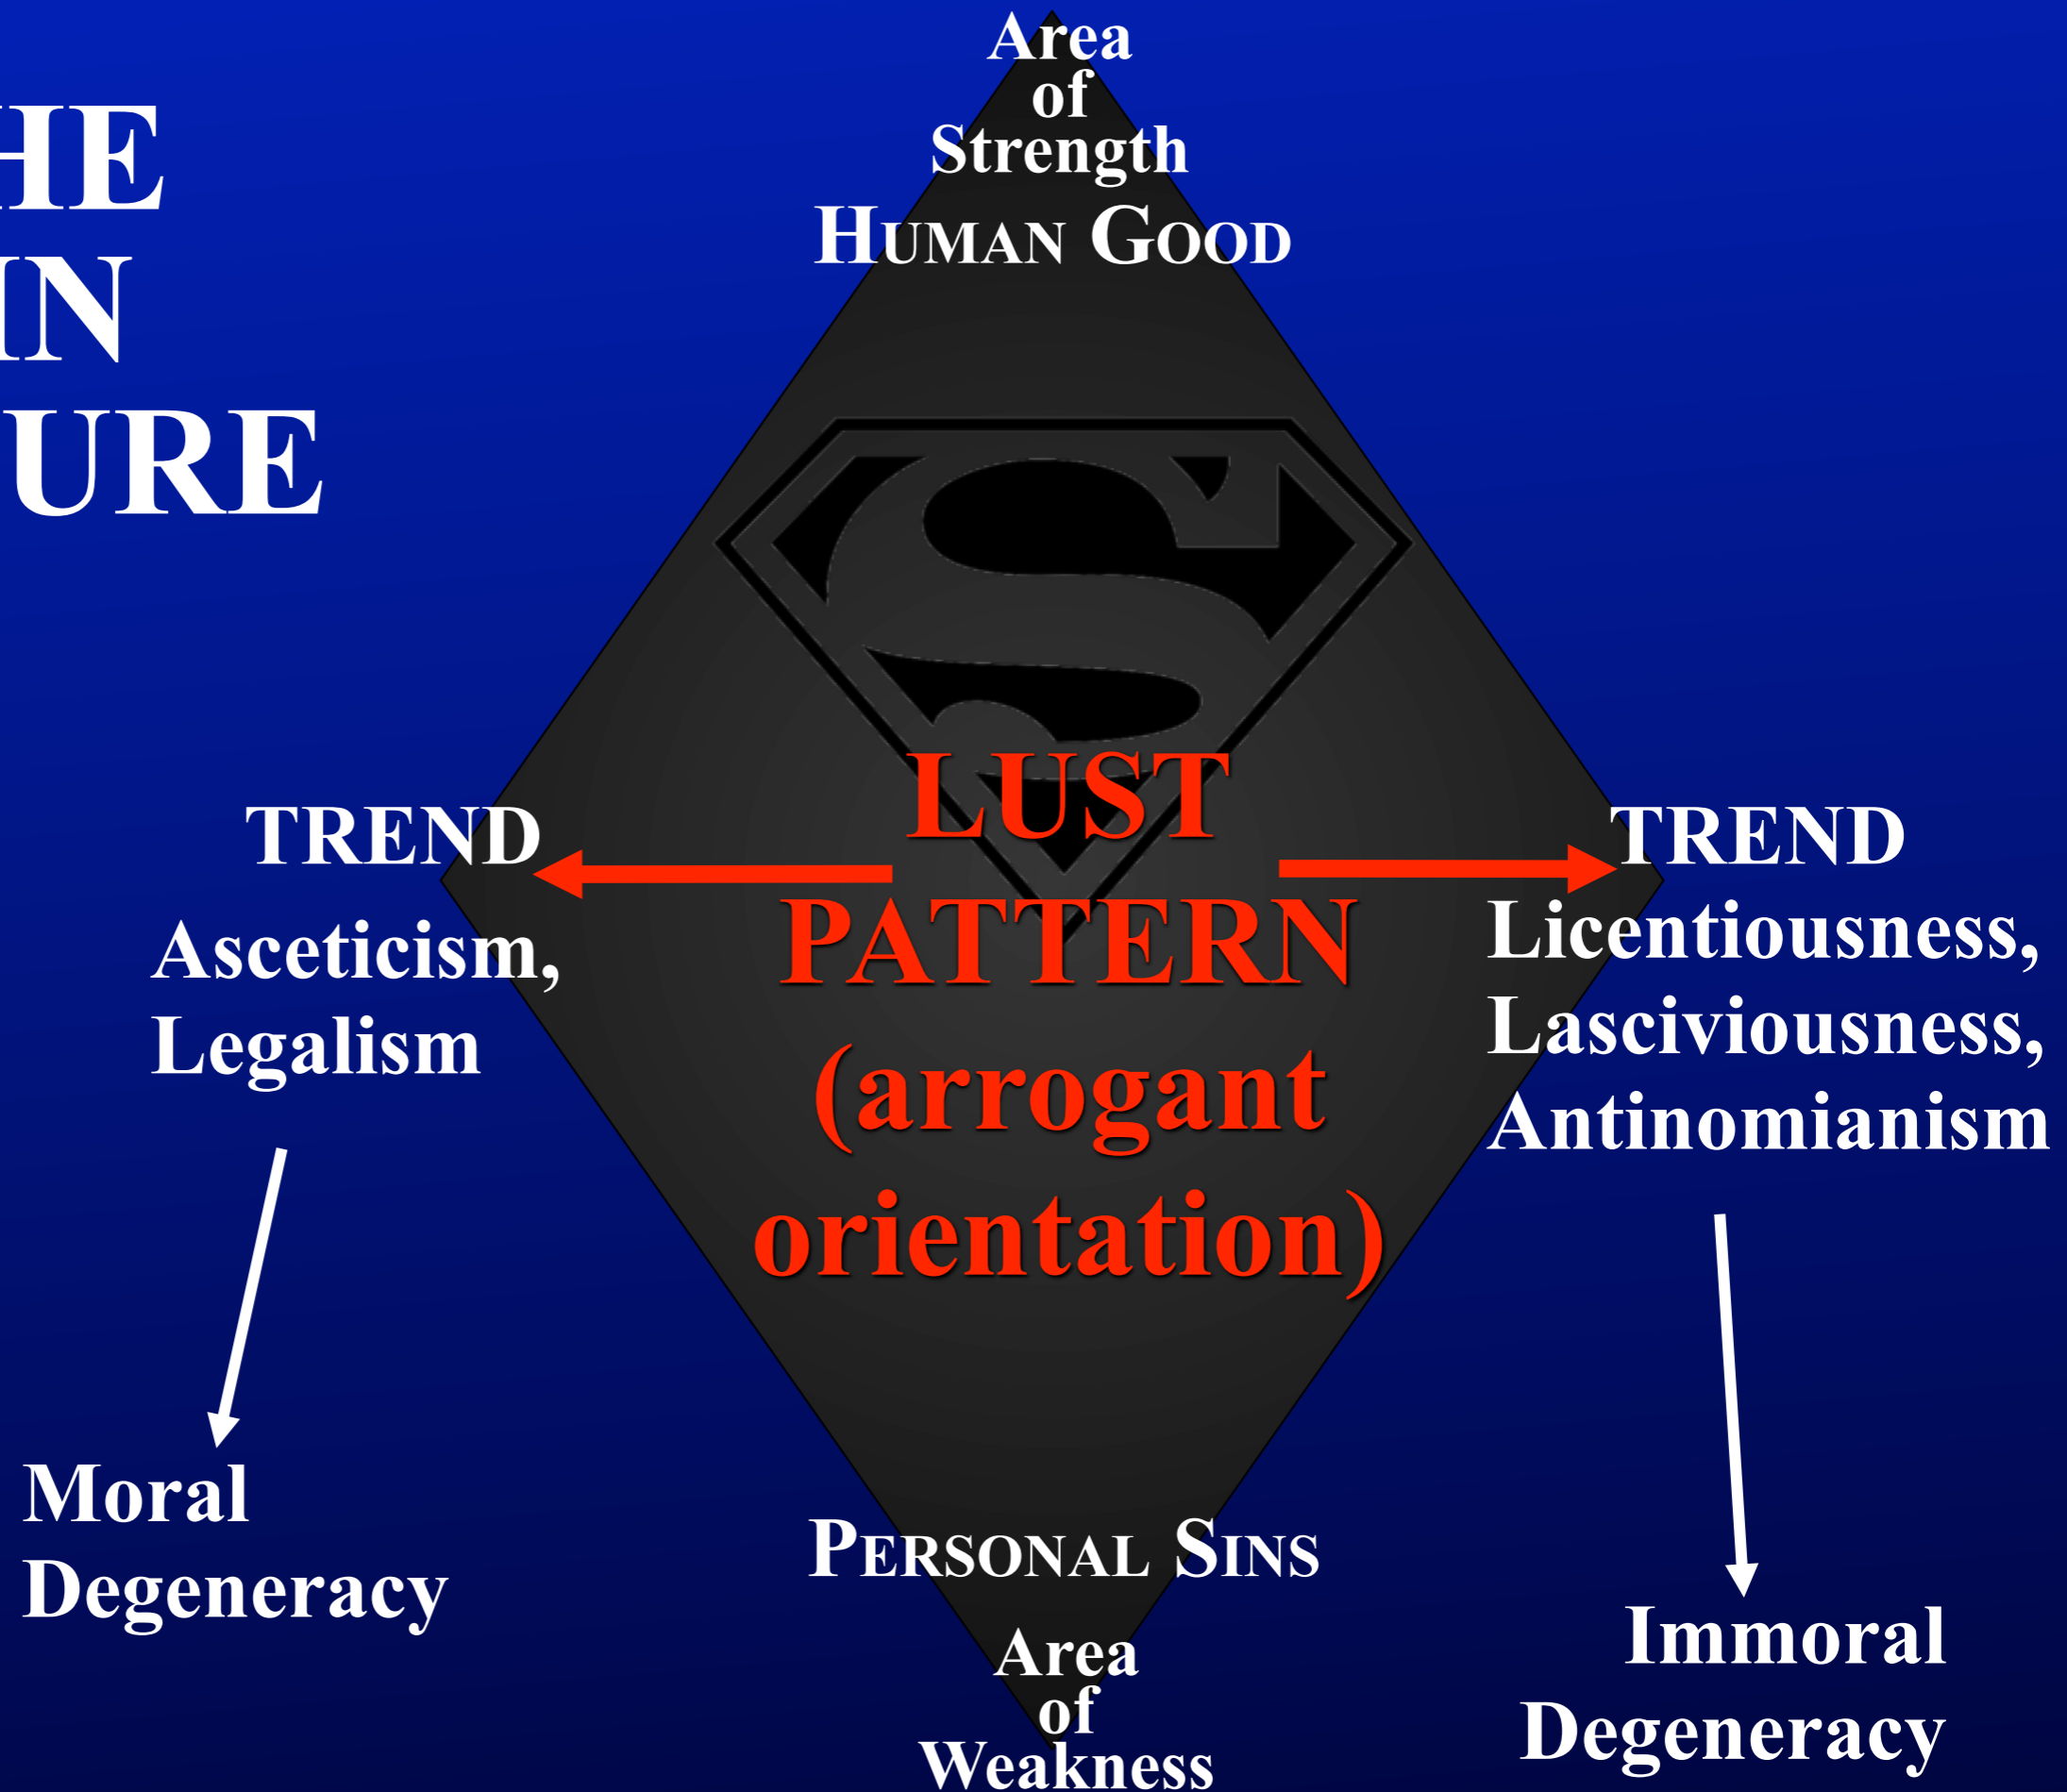 HE
IN
URE
Area
of
Strength
HUMAN GOOD
S
LUST
PATTERN
(arrogant
orientation)
TREND
Asceticism,
Legalism
TREND
Licentiousness,
Lasciviousness,
Antinomianism
Moral
Degeneracy
PERSONAL SINS
Area
of
Weakness
Immoral
Degeneracy